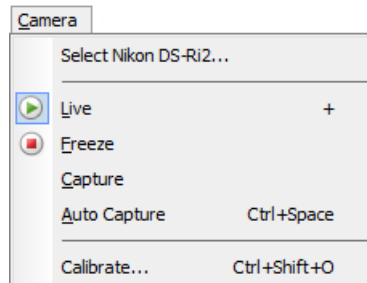 Camera
Select Nikon DS-Ri2...
Live +
Freeze
Capture
Auto Capture Ctrl+Space
Calibrate... Ctrl+Shift+O